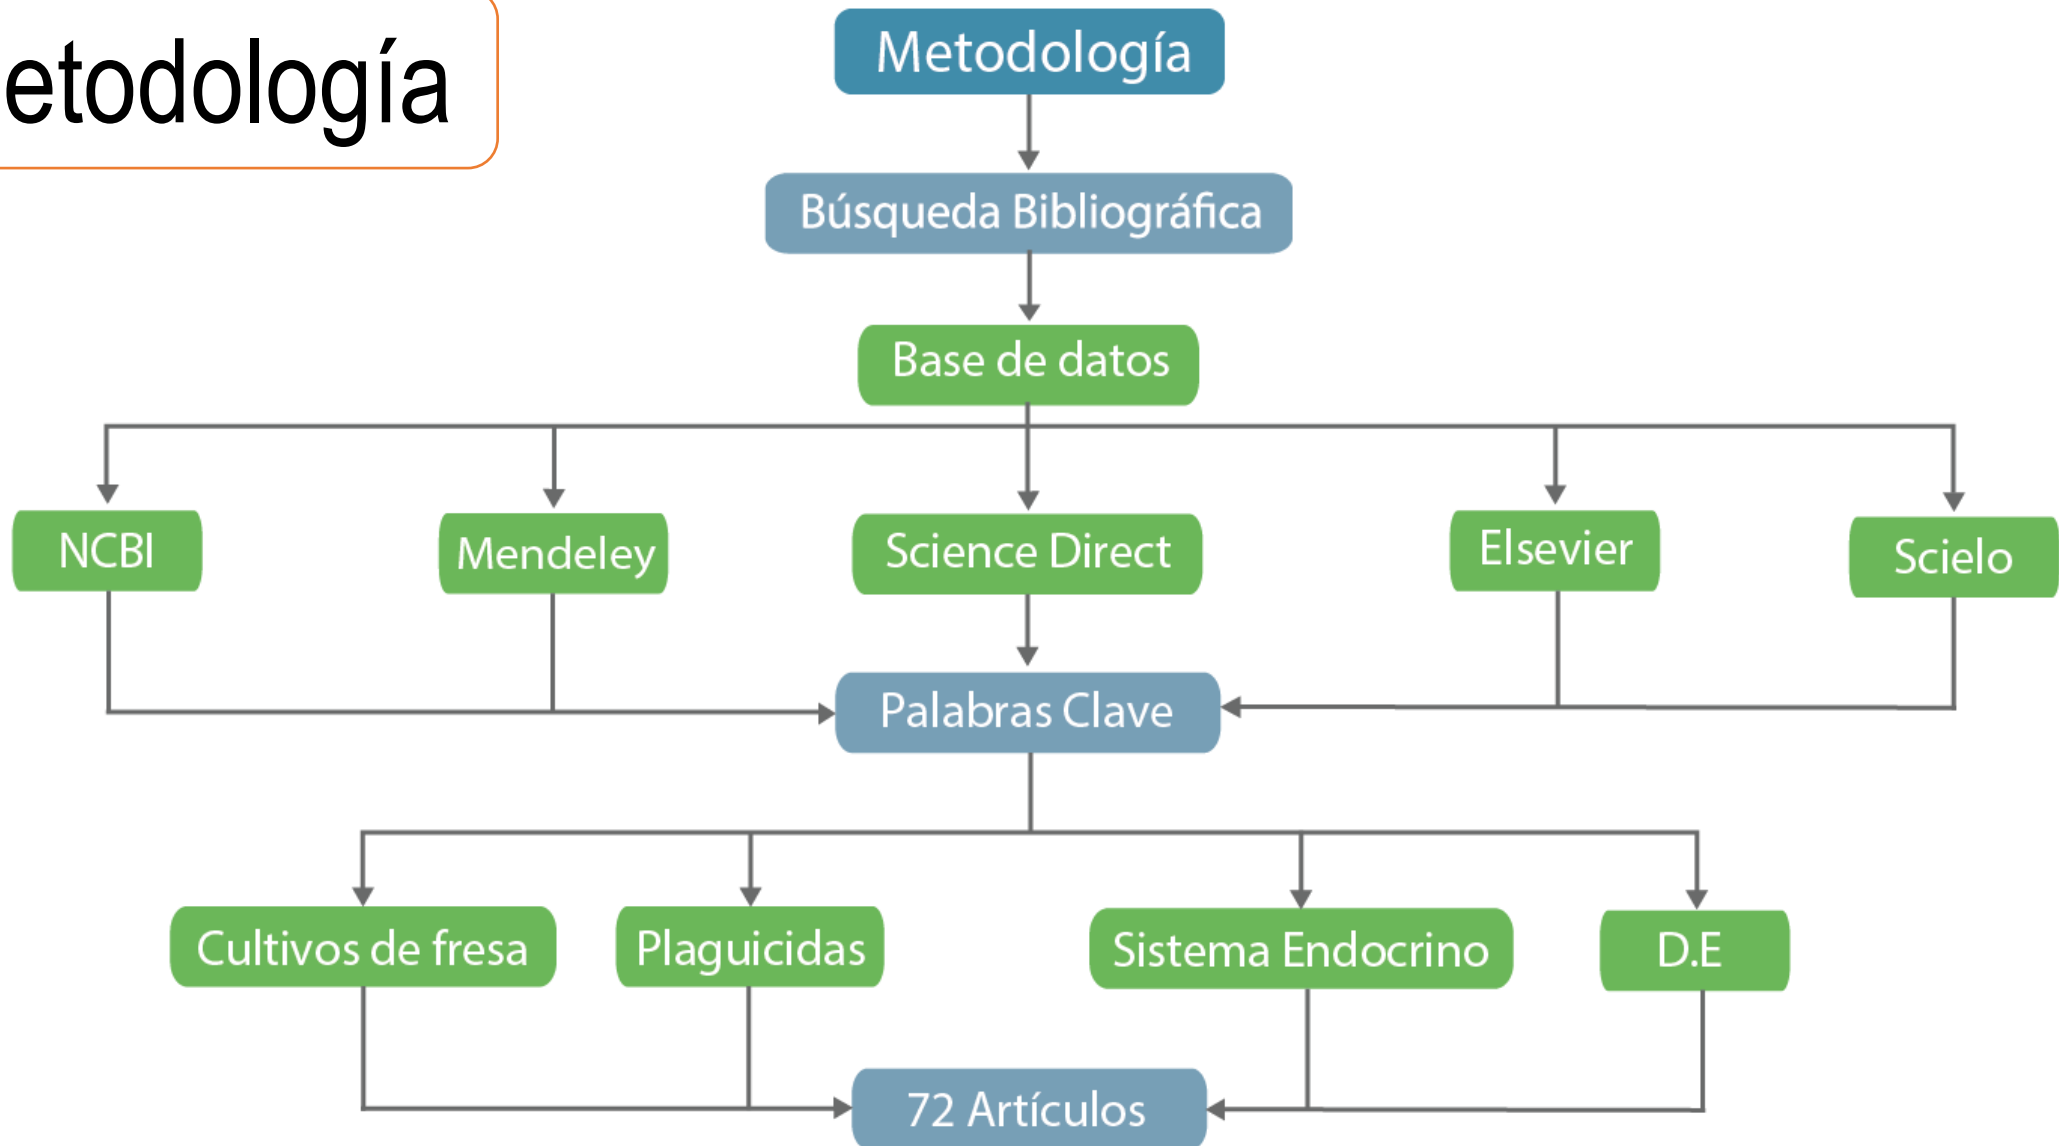 etodología
Metodología
Búsqueda Bibliográfica
Base de datos
NCBI
Mendeley
Science Direct
Elsevier
Scielo
Palabras Clave
Cultivos de fresa
Plaguicidas
Sistema Endocrino
D.E
72 Artículos